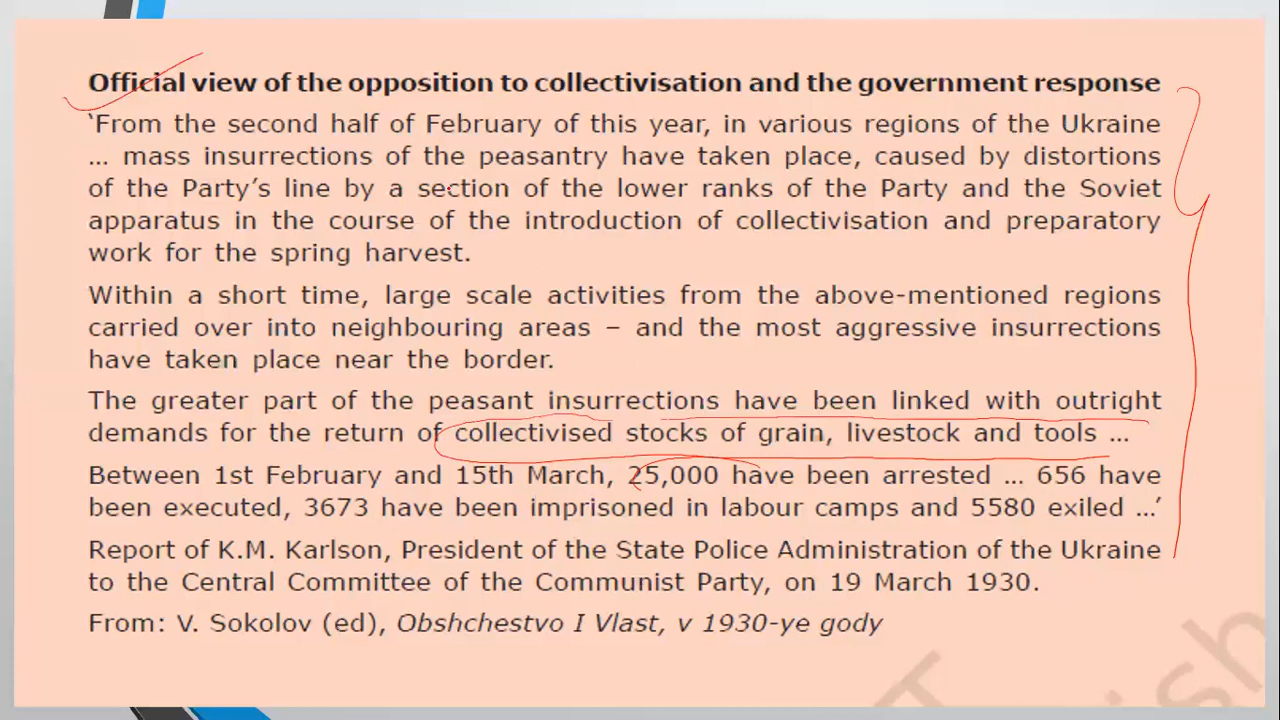 Official view of the opposition to collectivisation and the government response
‘From the second half of February of this year, in various regions of the Ukraine
... mass insurrections of the peasantry have taken place, caused by distortions
of the Party’s line by a section of the lower ranks of the Party and the Soviet
apparatus in the course of the introduction of collectivisation and preparatory
work for the spring harvest.
Within a short time, large scale activities from the above-mentioned regions
carried over into neighbouring areas – and the most aggressive insurrections
have taken place near the border.
The greater part of the peasant insurrections have been linked with outright
demands for the return of collectivised stocks of grain, livestock and tools ...
Between 1st February and 15th March, 25,000 have been arrested ... 656 have
been executed, 3673 have been imprisoned in labour camps and 5580 exiled ...’
Report of K.M. Karlson, President of the State Police Administration of the Ukraine
to the Central Committee of the Communist Party, on 19 March 1930.
From: V. Sokolov (ed), Obshchestvo I Vlast, v 1930-ye gody